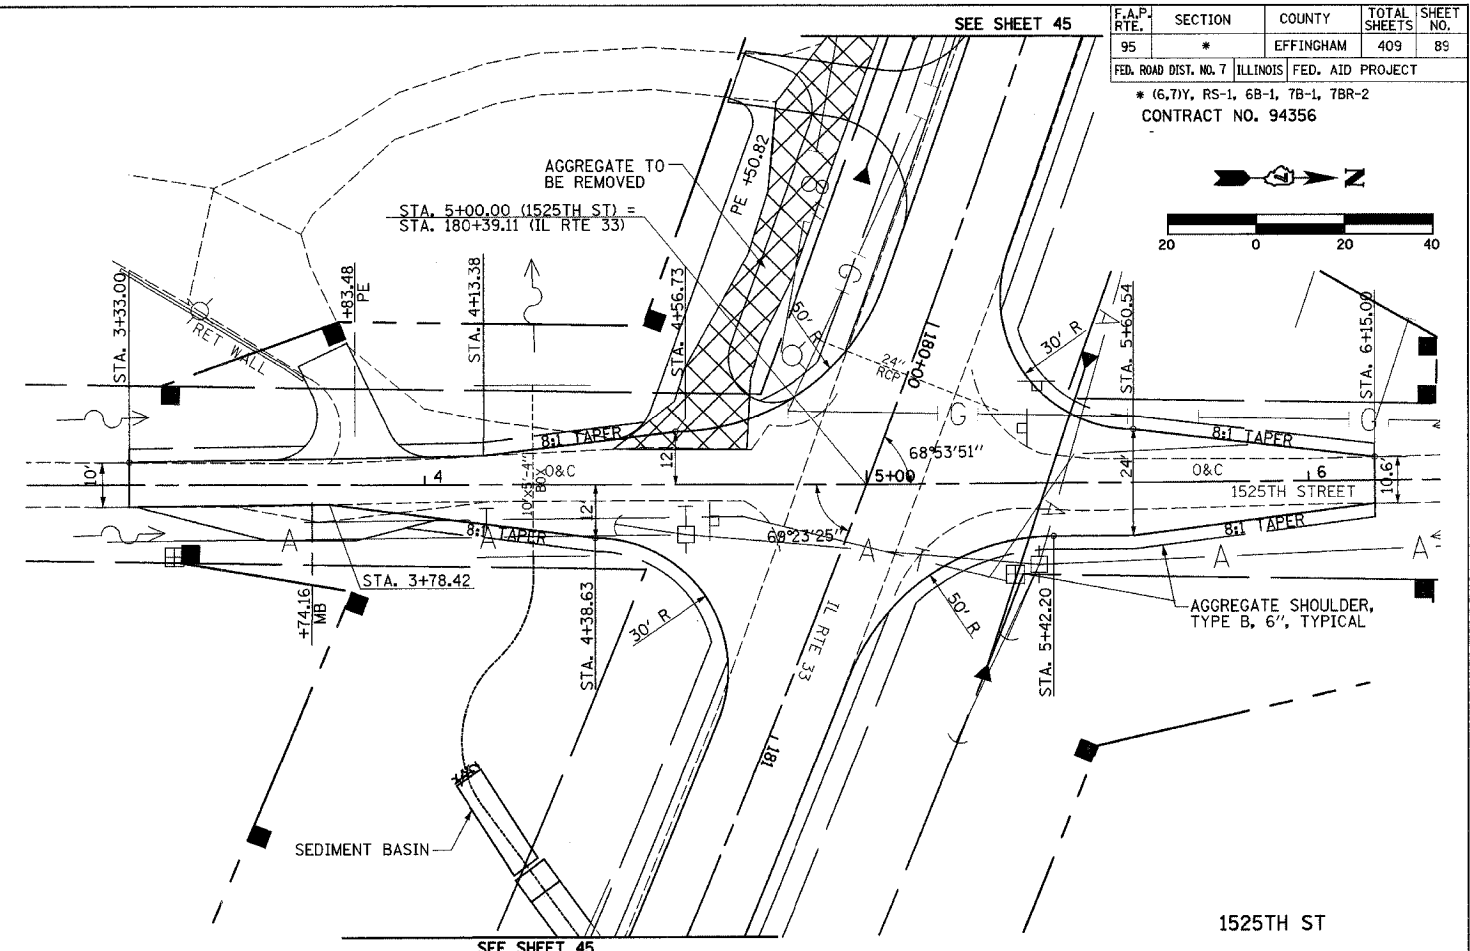 SEE SHEET 45
F.A.P. RTE. SECTION COUNTY TOTAL SHEETS SHEET NO.
95 * EFFINGHAM 409 89
FED. ROAD DIST. NO. 7 ILLINOIS FED. AID PROJECT
* (6,7)Y, RS-1, 6B-1, 7B-1, 7BR-2
CONTRACT NO. 94356
N
20 0 20 40
AGGREGATE TO
BE REMOVED
STA. 5+00.00 (1525TH ST) =
STA. 180+39.11 (IL RTE 33)
PE +50.82
STA. 3+33.00
+83.48
PE
STA. 4+13.38
STA. 4+56.73
STA. 5+60.54
STA. 6+15.00
RET WALL
50' R
30' R
24"
RCP
180+00
G
G
G
8:1 TAPER
8:1 TAPER
68°53'51"
10'
4
10'X5'-4"
BOX
O&C
12'
5+00
24'
O&C
6
10.6'
1525TH STREET
12'
8:1 TAPER
69°23'25"
8:1 TAPER
A
A
A
T
A
A
STA. 3+78.42
+74.16
MB
STA. 4+38.63
30' R
IL RTE 33
50' R
STA. 5+42.20
AGGREGATE SHOULDER,
TYPE B, 6", TYPICAL
181
SEDIMENT BASIN
1525TH ST
SEE SHEET 45